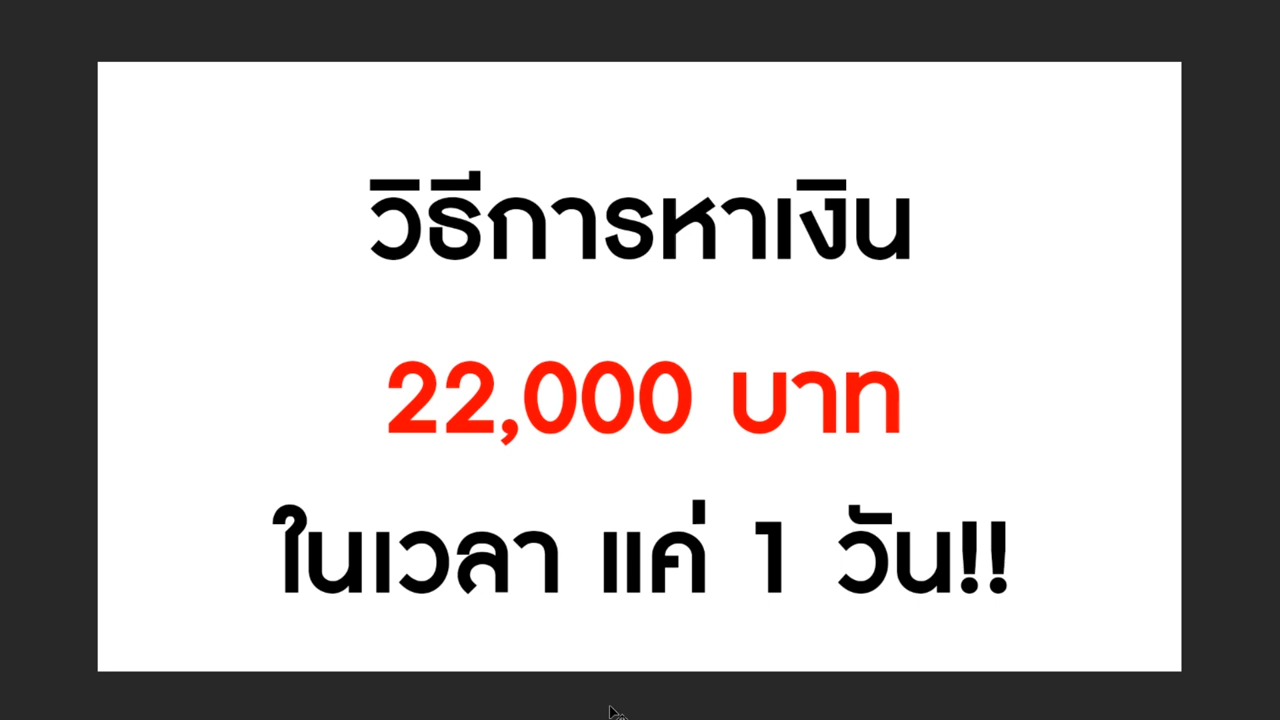 วิธีการหาเงิน
22,000 บาท
ในเวลา แค่ 1 วัน!!